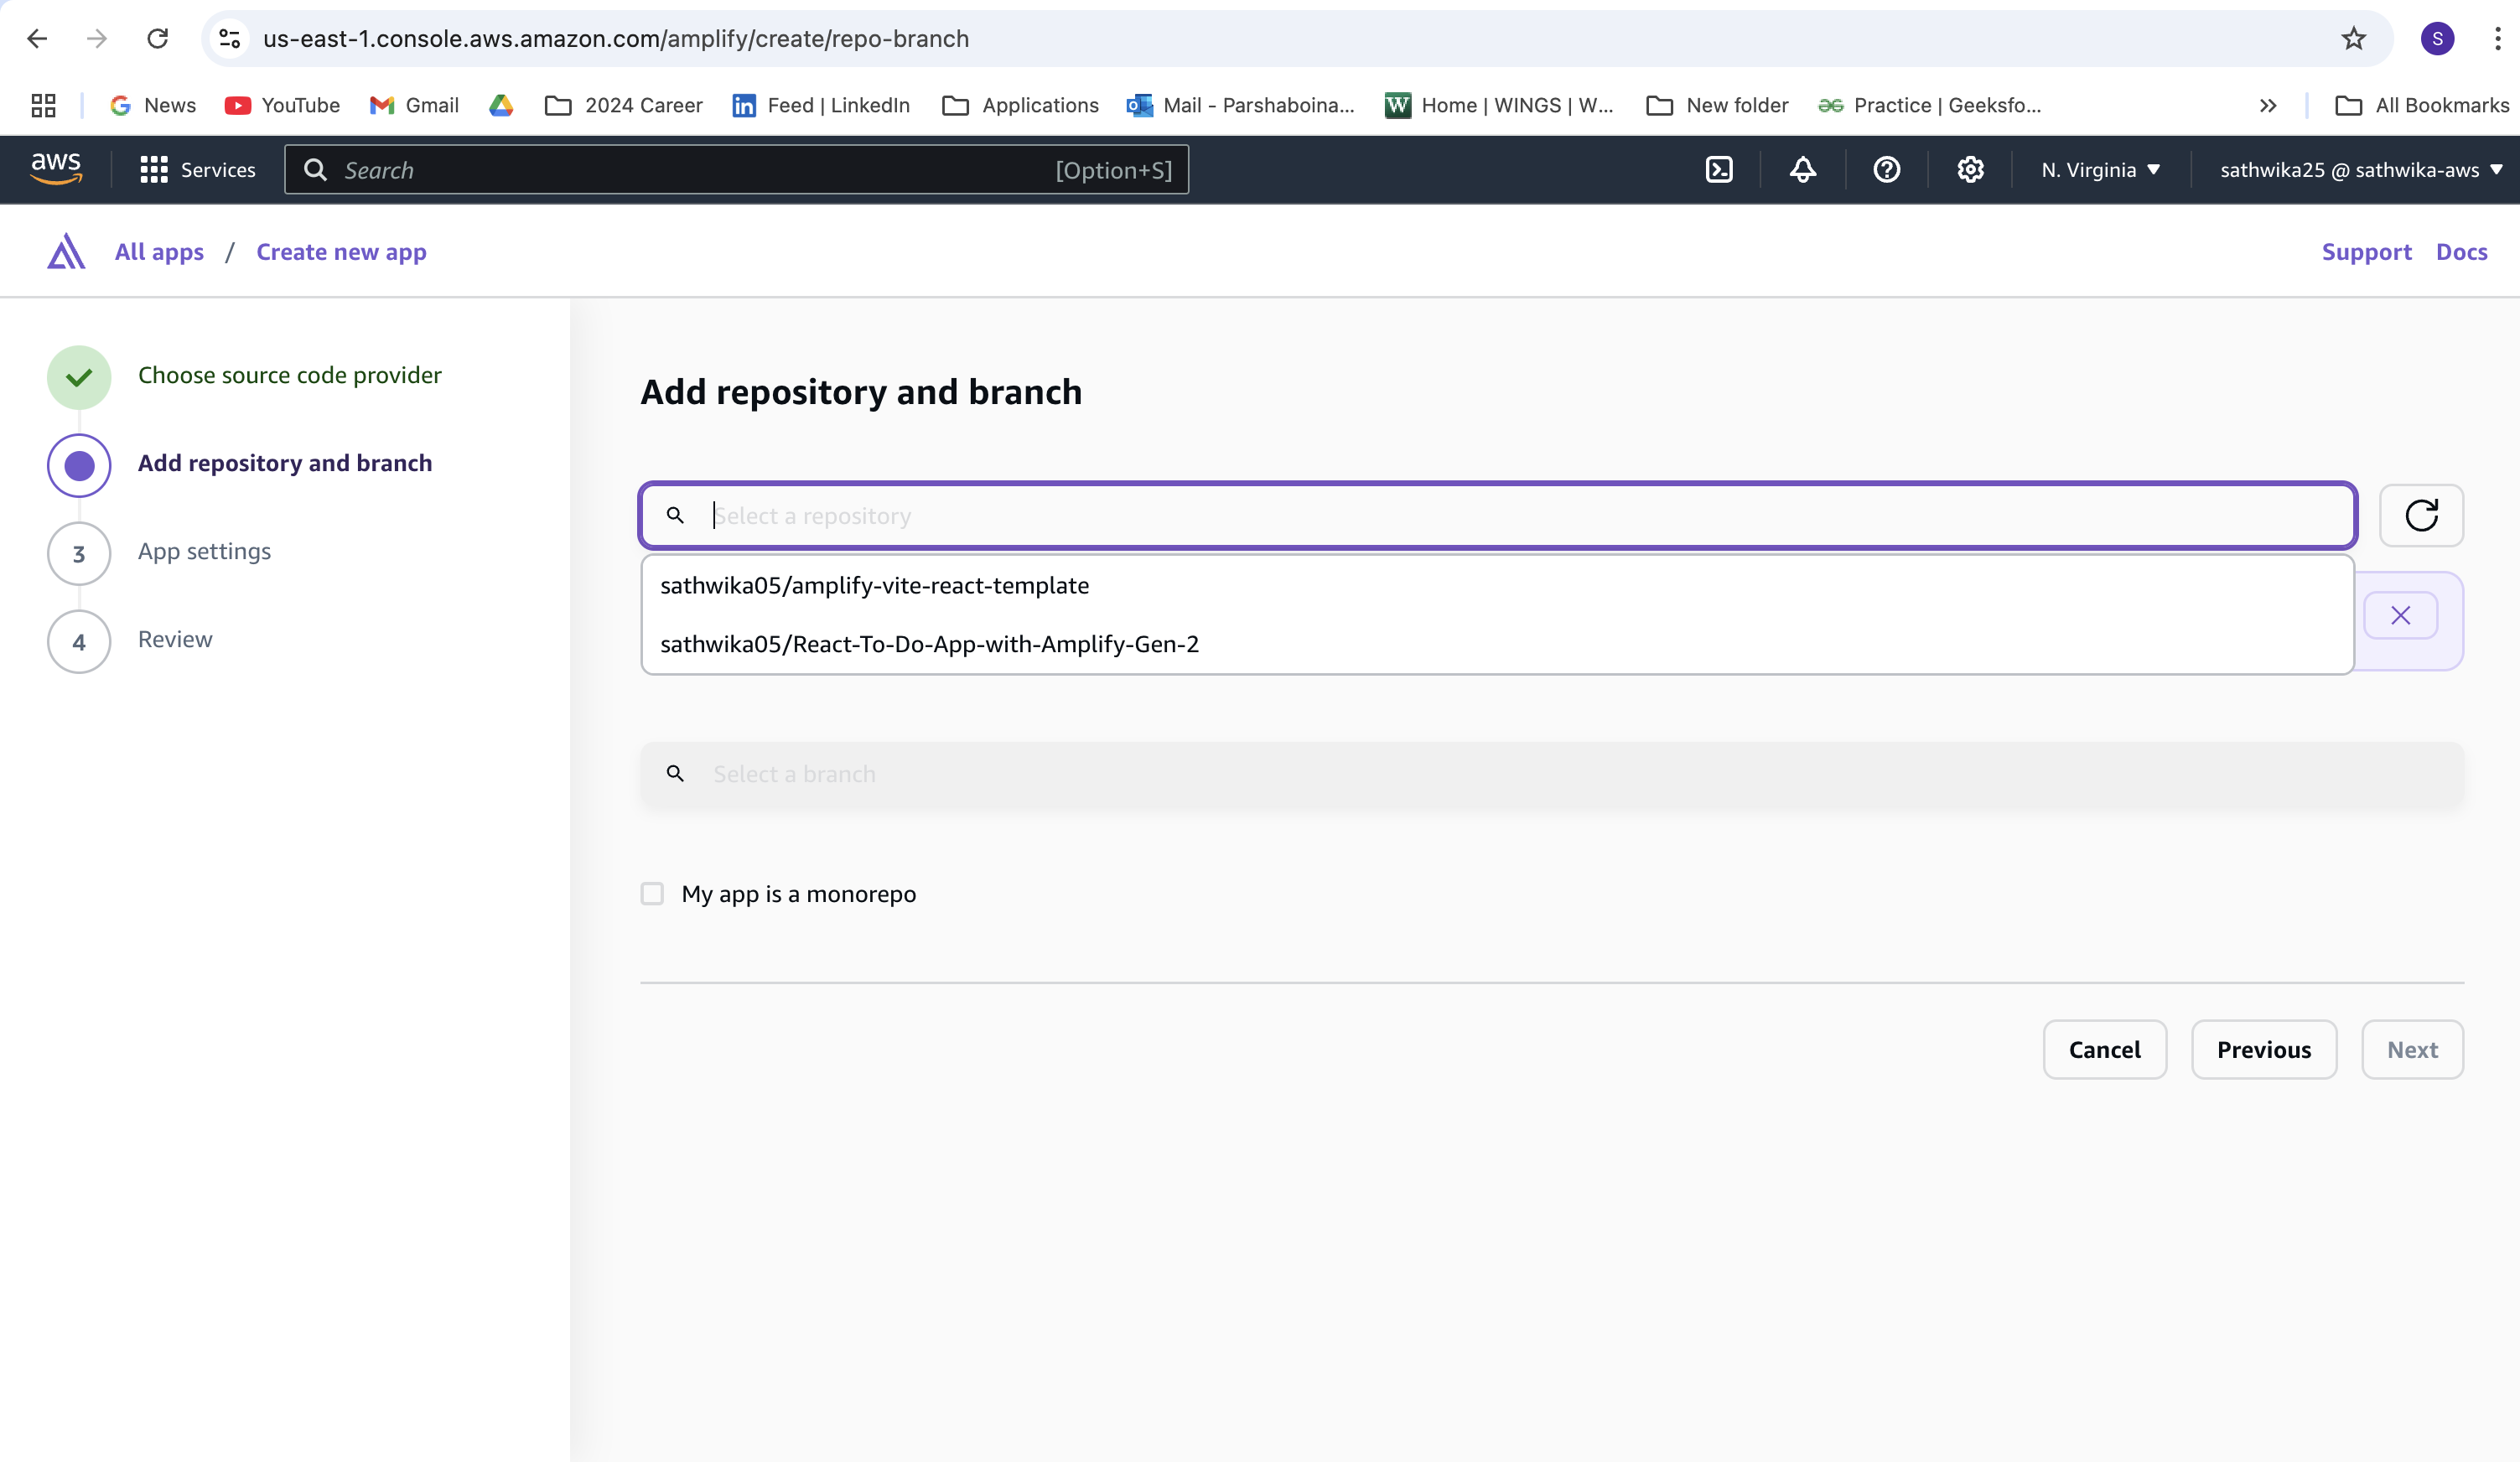 us-east-1.console.aws.amazon.com/amplify/create/repo-branch
S
News
YouTube
Gmail
2024 Career
Feed | LinkedIn
Applications
Mail - Parshaboina...
Home | WINGS | W...
New folder
Practice | Geeksfo...
All Bookmarks
aws
Services
Search
[Option+S]
N. Virginia
sathwika25 @ sathwika-aws
All apps / Create new app
Support
Docs
Choose source code provider
Add repository and branch
3 App settings
4 Review
Add repository and branch
Select a repository
sathwika05/amplify-vite-react-template
sathwika05/React-To-Do-App-with-Amplify-Gen-2
Select a branch
My app is a monorepo
Cancel
Previous
Next